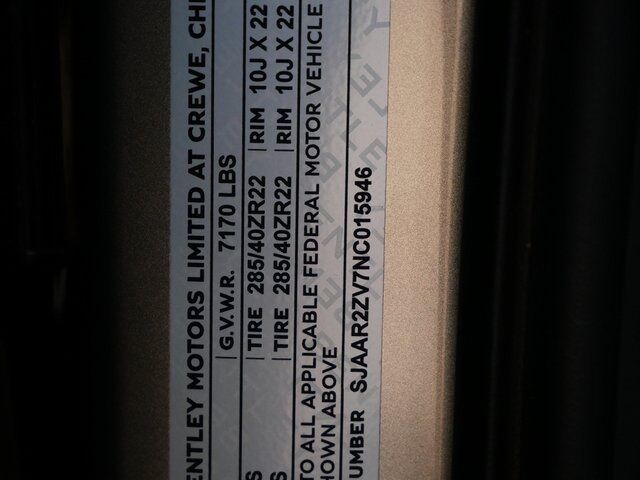 ENTLEY MOTORS LIMITED AT CREWE, CH
G.V.W.R. 7170 LBS
S TIRE 285/40ZR22 RIM 10J X 22
S TIRE 285/40ZR22 RIM 10J X 22
TO ALL APPLICABLE FEDERAL MOTOR VEHICLE
HOWN ABOVE
UMBER SJAAR2ZV7NC015946